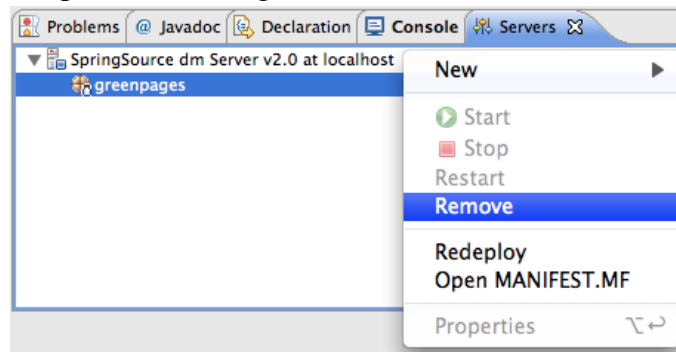 Problems @ Javadoc Declaration Console Servers
SpringSource dm Server v2.0 at localhost
greenpages
New
Start
Stop
Restart
Remove
Redeploy
Open MANIFEST.MF
Properties ⌥↩